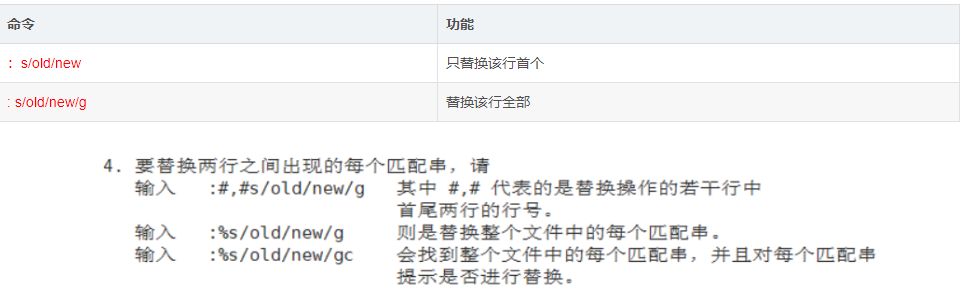 命令 功能
： s/old/new 只替换该行首个
: s/old/new/g 替换该行全部
4. 要替换两行之间出现的每个匹配串，请
输入 :#,#s/old/new/g 其中 #,# 代表的是替换操作的若干行中
首尾两行的行号。
输入 :%s/old/new/g 则是替换整个文件中的每个匹配串。
输入 :%s/old/new/gc 会找到整个文件中的每个匹配串，并且对每个匹配串
提示是否进行替换。